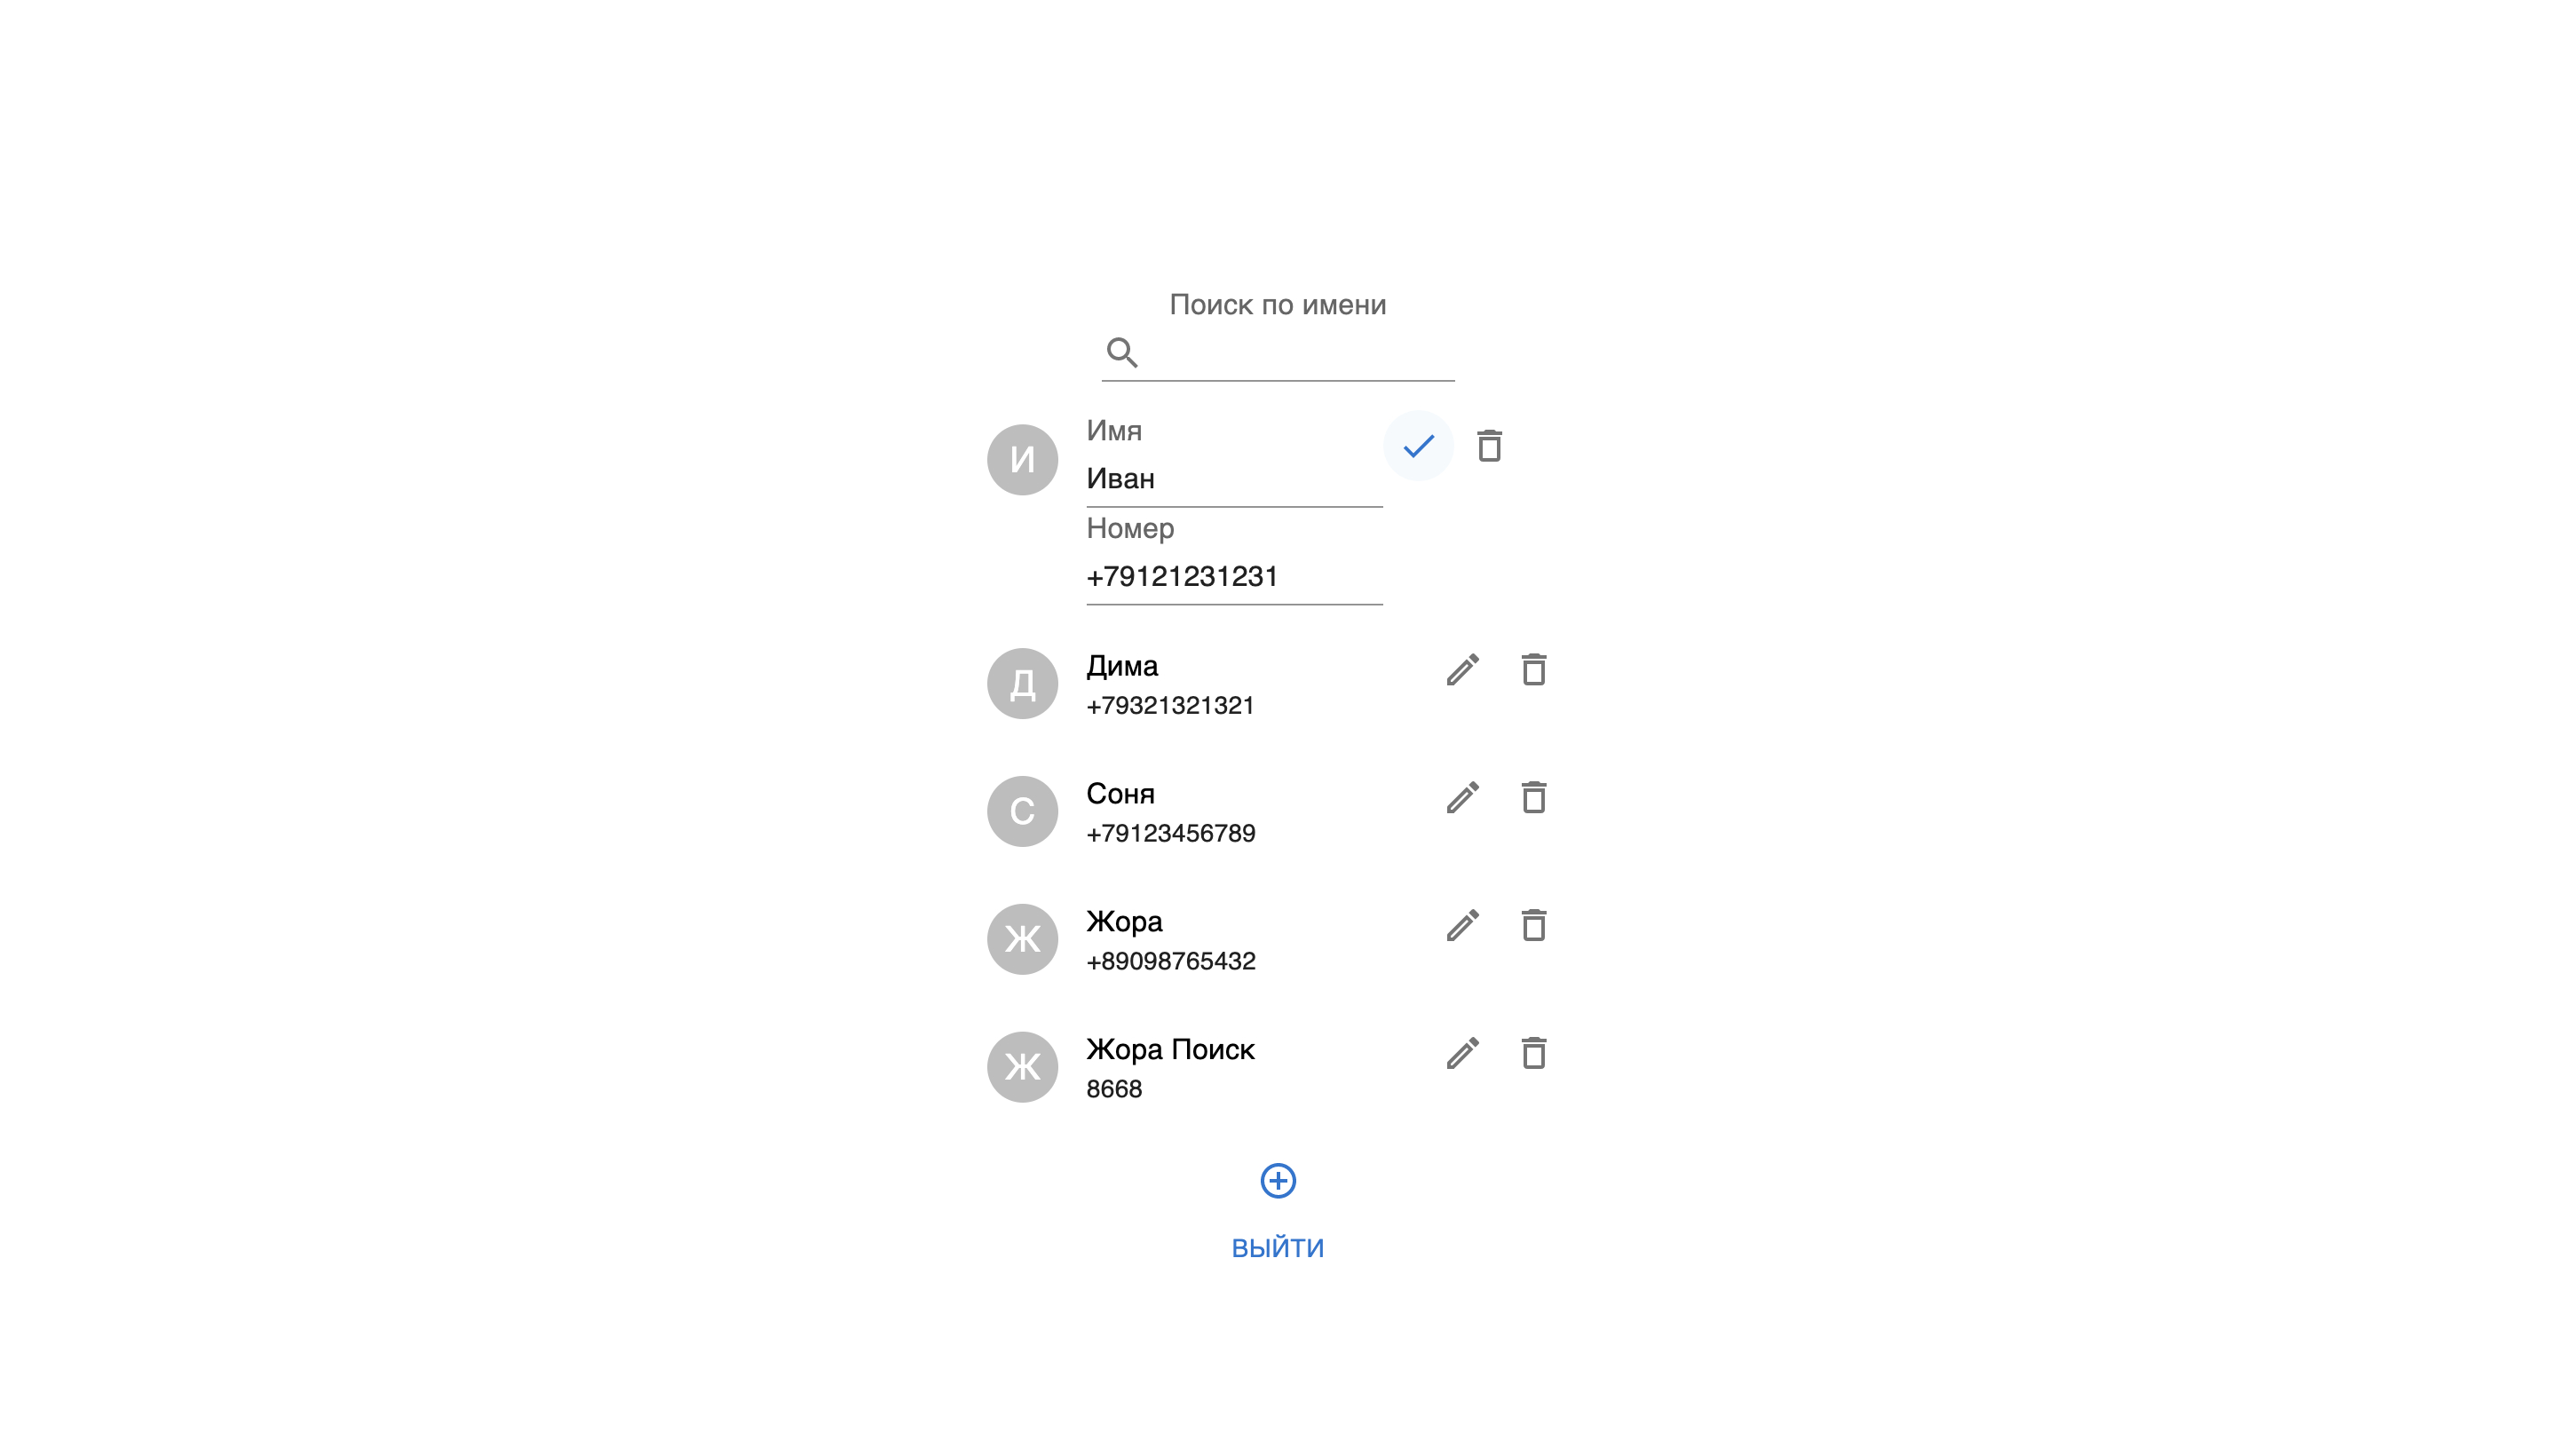 Поиск по имени
И
Имя
Иван
Номер
+79121231231
Д
Дима
+79321321321
С
Соня
+79123456789
Ж
Жора
+89098765432
Ж
Жора Поиск
8668
ВЫЙТИ